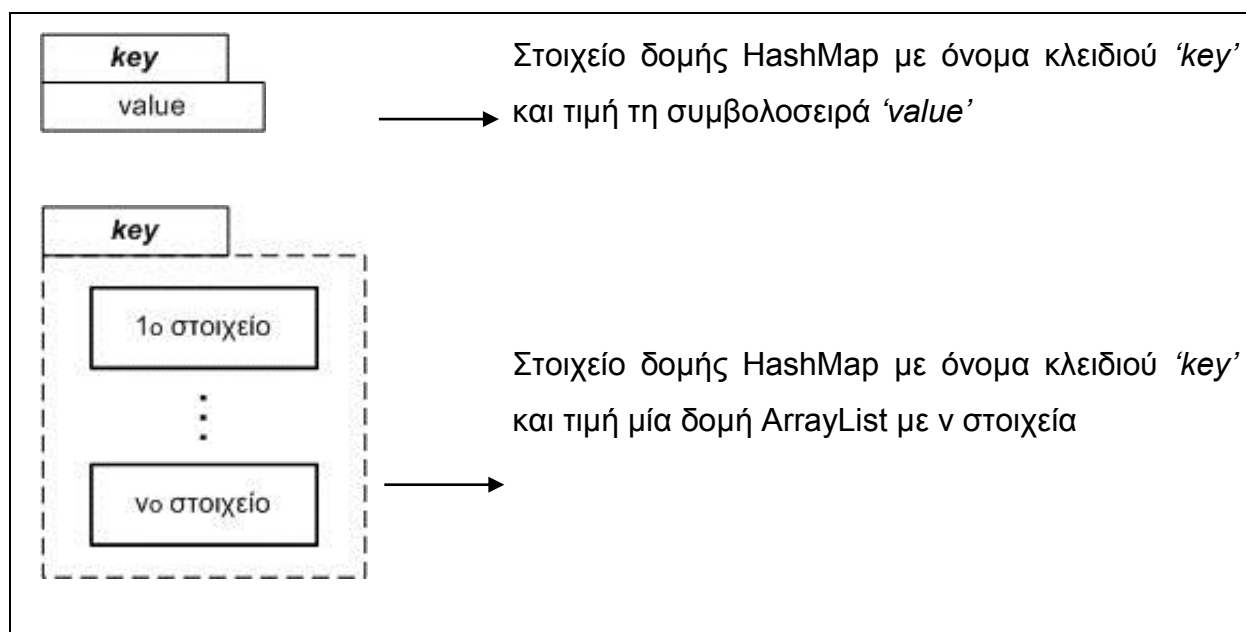 key
value
Στοιχείο δομής HashMap με όνομα κλειδιού ‘key’
και τιμή τη συμβολοσειρά ‘value’
key
1ο στοιχείο
νο στοιχείο
Στοιχείο δομής HashMap με όνομα κλειδιού ‘key’
και τιμή μία δομή ArrayList με ν στοιχεία